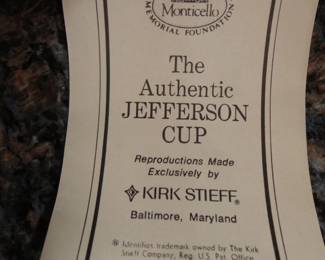 Monticello
MEMORIAL FOUNDATION
The
Authentic
JEFFERSON
CUP
Reproductions Made
Exclusively by
KIRK STIEFF®
Baltimore, Maryland
® Identifies trademark owned by The Kirk
Stieff Company, Reg. U.S. Pat. Office